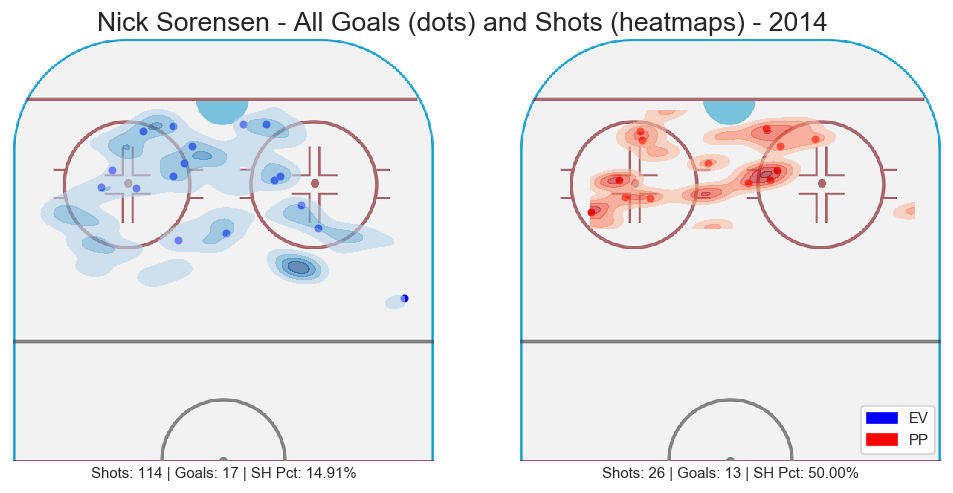 Nick Sorensen - All Goals (dots) and Shots (heatmaps) - 2014
EV
PP
Shots: 114 | Goals: 17 | SH Pct: 14.91%
Shots: 26 | Goals: 13 | SH Pct: 50.00%